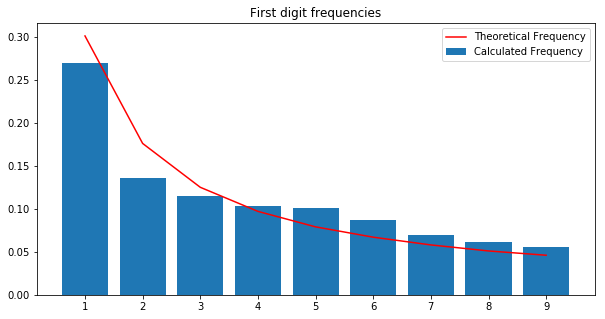 First digit frequencies
Theoretical Frequency
Calculated Frequency
0.30
0.25
0.20
0.15
0.10
0.05
0.00
1 2 3 4 5 6 7 8 9